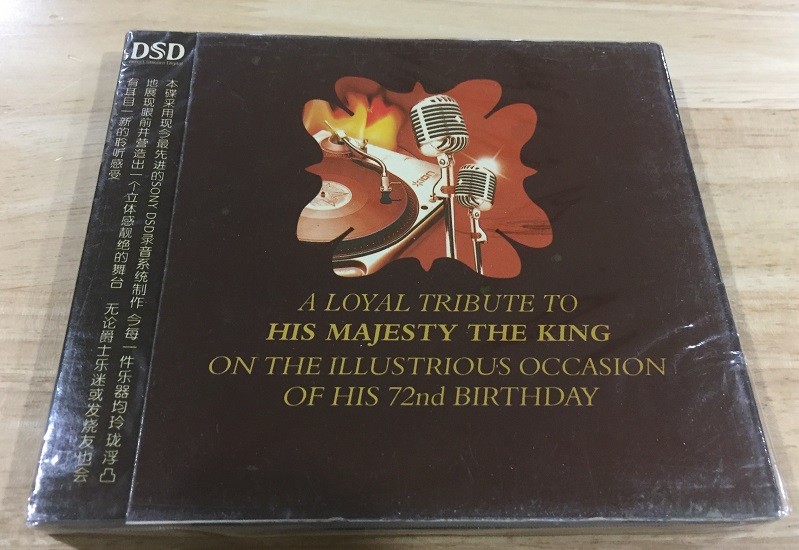 DSD
Direct Stream Digital
本碟采用现今最先进的SONY DSD录音系统制作 今每一件乐器均玲珑浮凸
地展现眼前并营造出一个立体感靓绝的舞台 无论爵士乐迷或发烧友也会
有耳目一新的聆听感受
A LOYAL TRIBUTE TO
HIS MAJESTY THE KING
ON THE ILLUSTRIOUS OCCASION
OF HIS 72nd BIRTHDAY